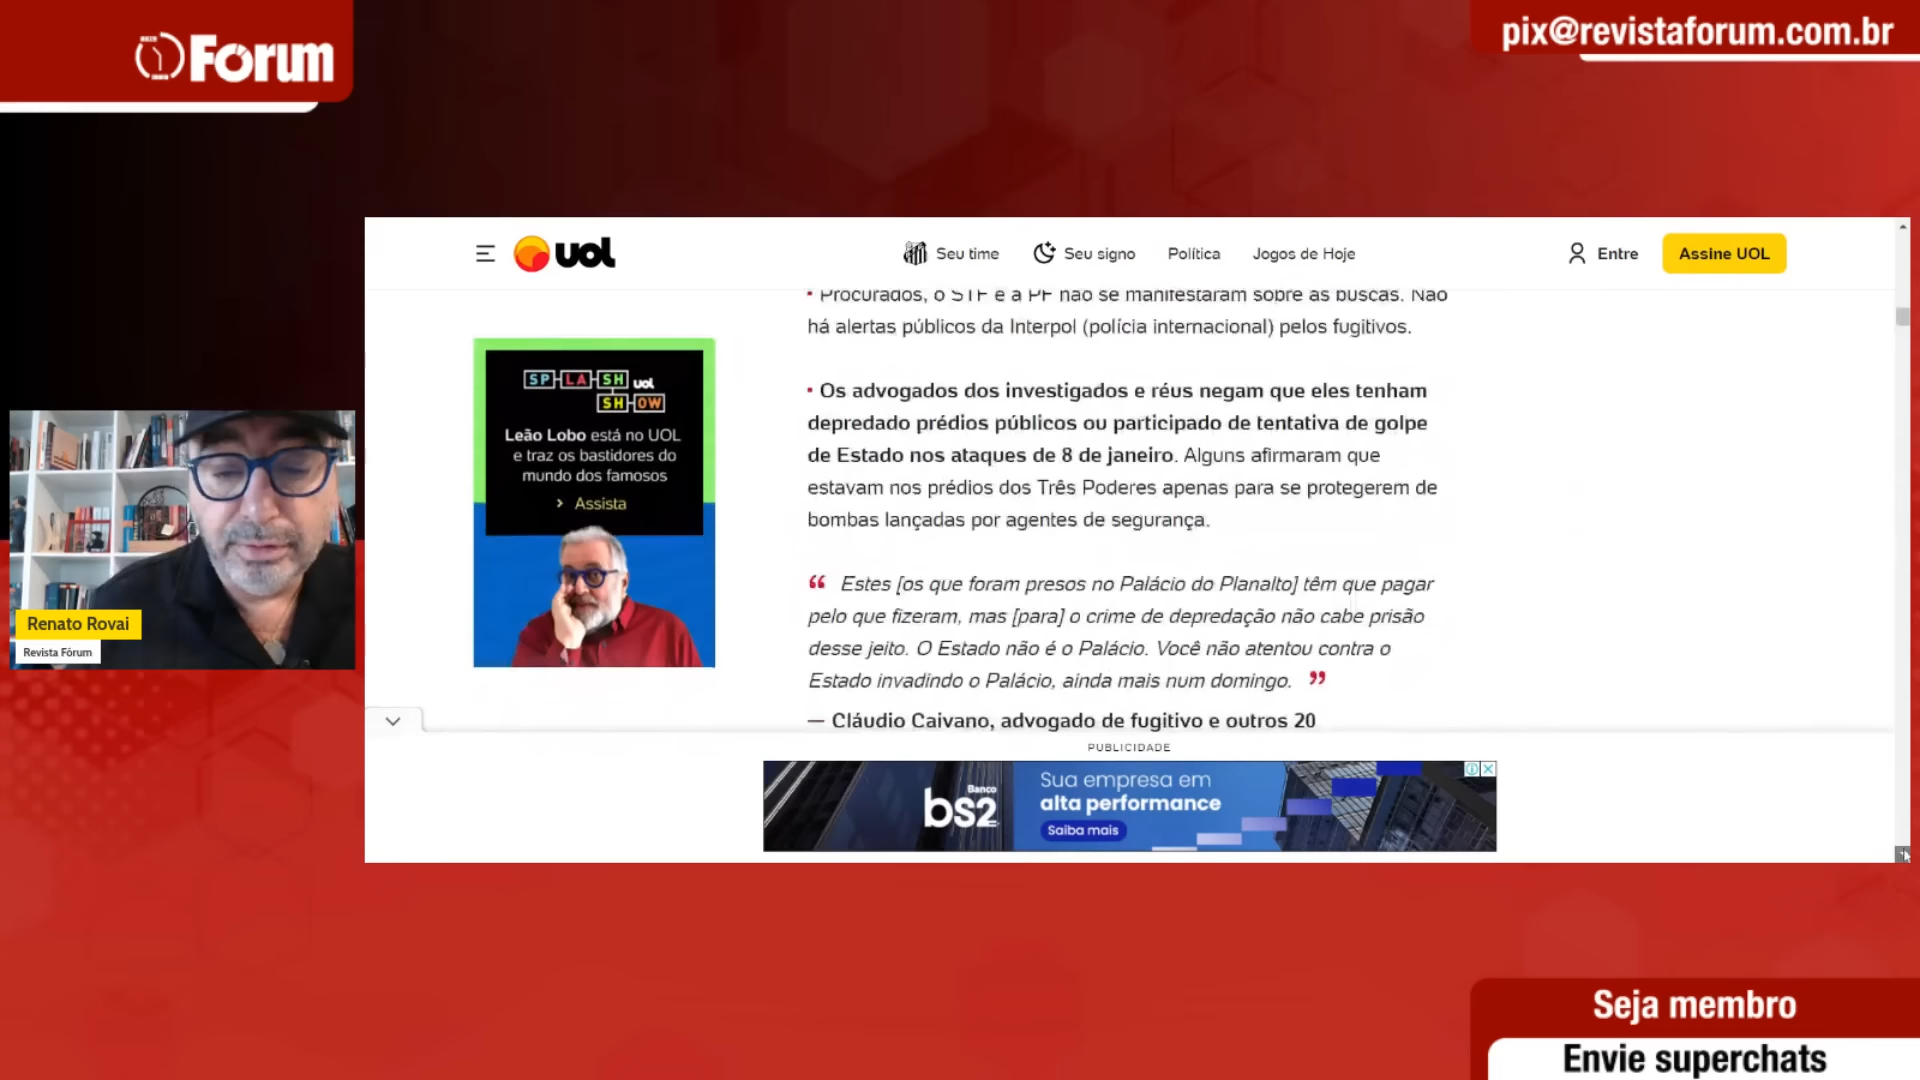 Forum
pix@revistaforum.com.br
uol
Seu time
Seu signo
Política
Jogos de Hoje
Entre
Assine UOL
Procurados, o STF e a PF não se manifestaram sobre as buscas. Não
há alertas públicos da Interpol (polícia internacional) pelos fugitivos.
Os advogados dos investigados e réus negam que eles tenham
depredado prédios públicos ou participado de tentativa de golpe
de Estado nos ataques de 8 de janeiro. Alguns afirmaram que
estavam nos prédios dos Três Poderes apenas para se protegerem de
bombas lançadas por agentes de segurança.
“ Estes [os que foram presos no Palácio do Planalto] têm que pagar
pelo que fizeram, mas [para] o crime de depredação não cabe prisão
desse jeito. O Estado não é o Palácio. Você não atentou contra o
Estado invadindo o Palácio, ainda mais num domingo. ”
— Cláudio Caivano, advogado de fugitivo e outros 20
SPLASH uol
SHOW
Leão Lobo está no UOL
e traz os bastidores do
mundo dos famosos
> Assista
Renato Rovai
Revista Fórum
PUBLICIDADE
Banco
bs2
Sua empresa em
alta performance
Saiba mais
Seja membro
Envie superchats